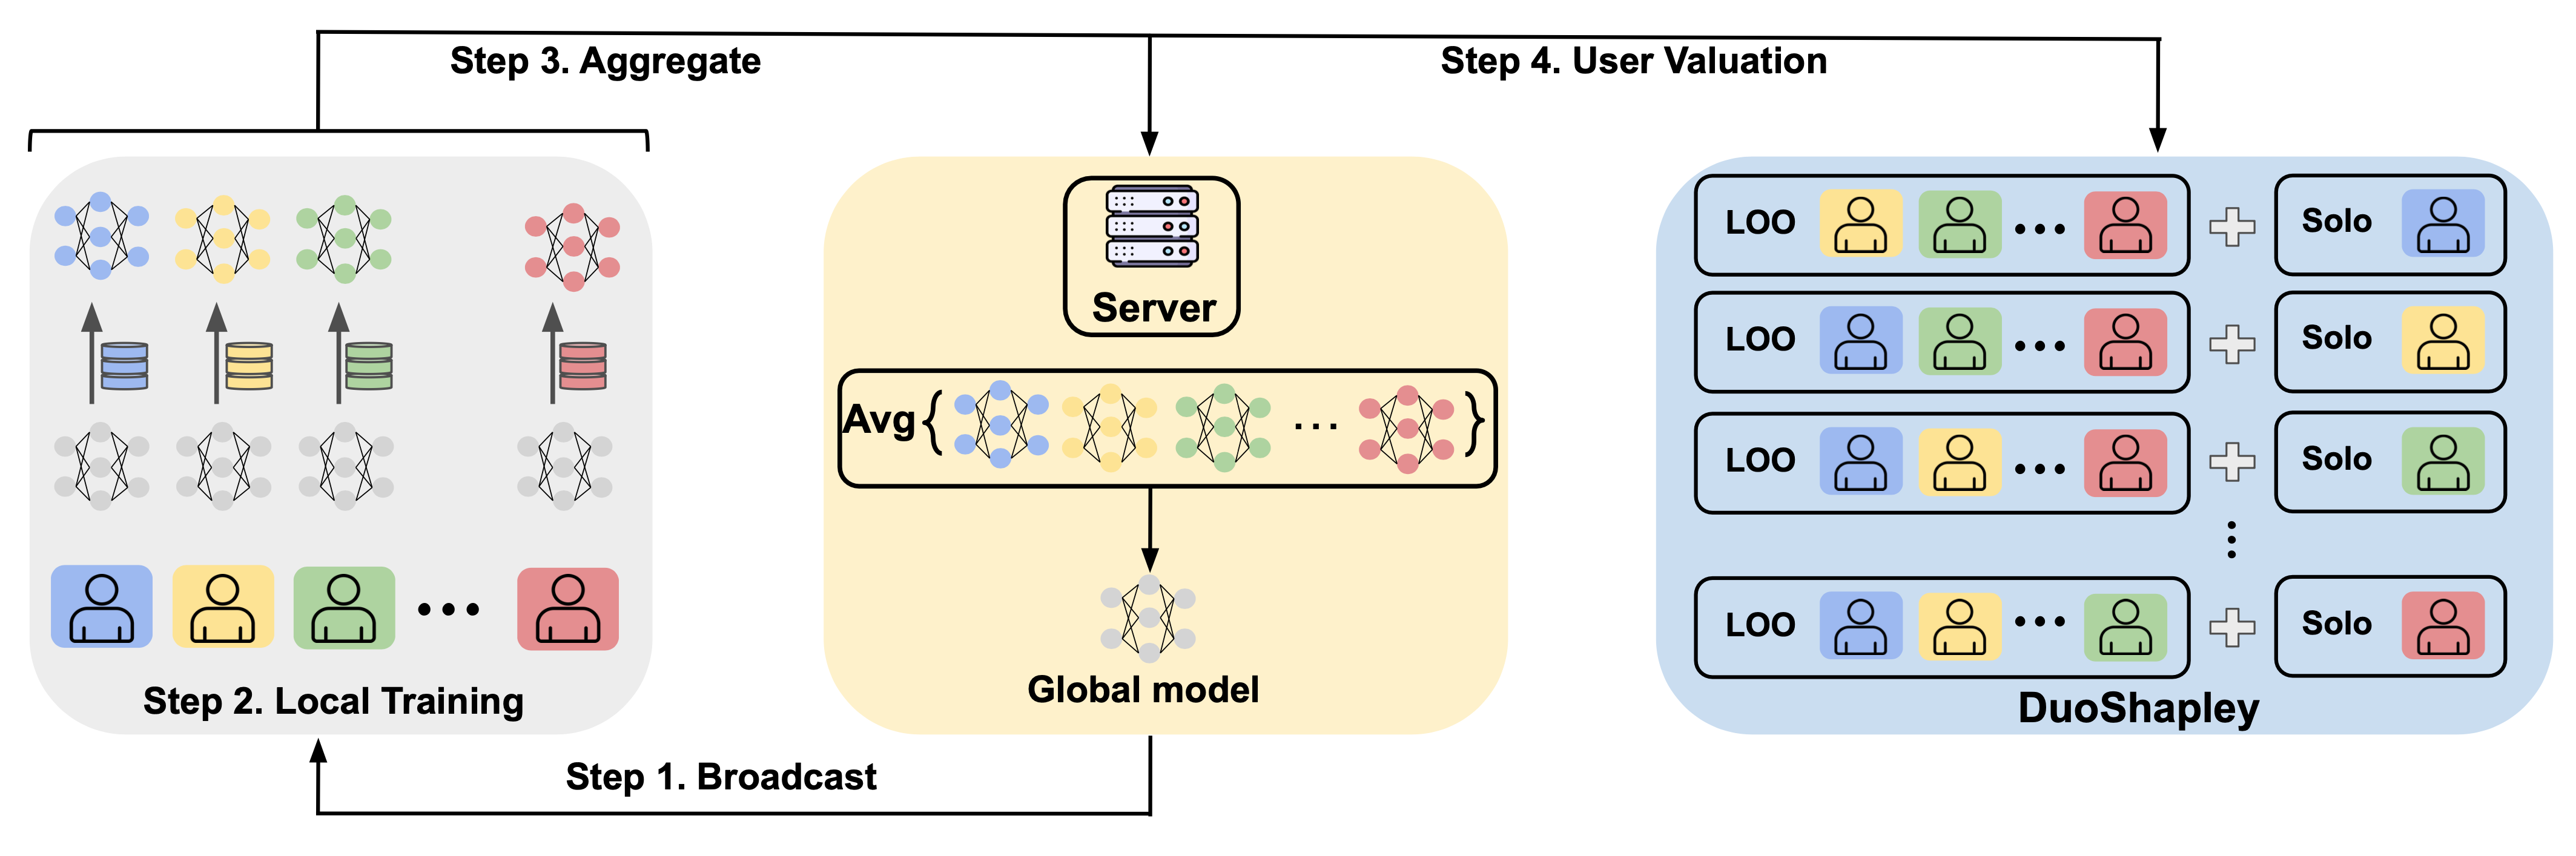 Step 3. Aggregate
Step 4. User Valuation
Step 2. Local Training
Server
Avg { ... }
Global model
Step 1. Broadcast
LOO ... Solo
LOO ... Solo
LOO ... Solo
LOO ... Solo
DuoShapley